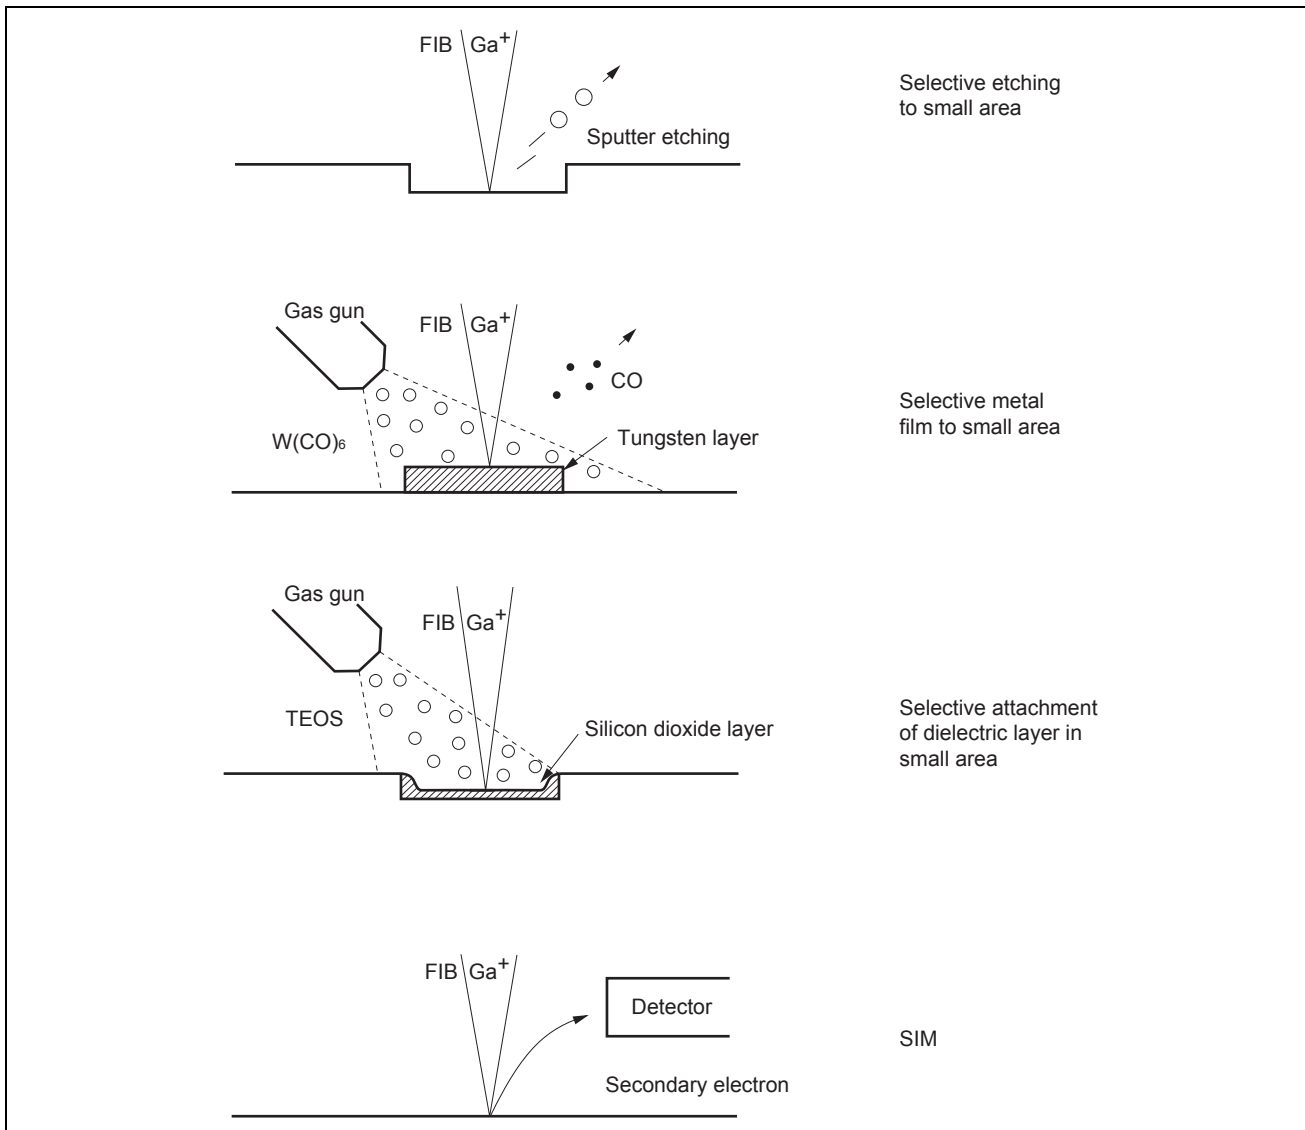 FIB Ga+
Sputter etching
Selective etching
to small area
Gas gun
FIB Ga+
CO
W(CO)6
Tungsten layer
Selective metal
film to small area
Gas gun
FIB Ga+
TEOS
Silicon dioxide layer
Selective attachment
of dielectric layer in
small area
FIB Ga+
Detector
Secondary electron
SIM